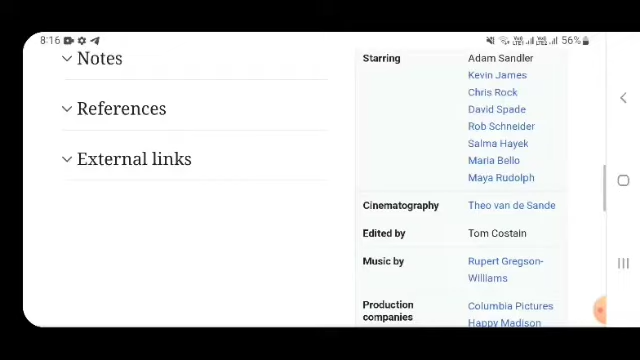 8:16
56%
Notes
References
External links
Starring Adam Sandler
Kevin James
Chris Rock
David Spade
Rob Schneider
Salma Hayek
Maria Bello
Maya Rudolph
Cinematography Theo van de Sande
Edited by Tom Costain
Music by Rupert Gregson-
Williams
Production Columbia Pictures
companies Happy Madison